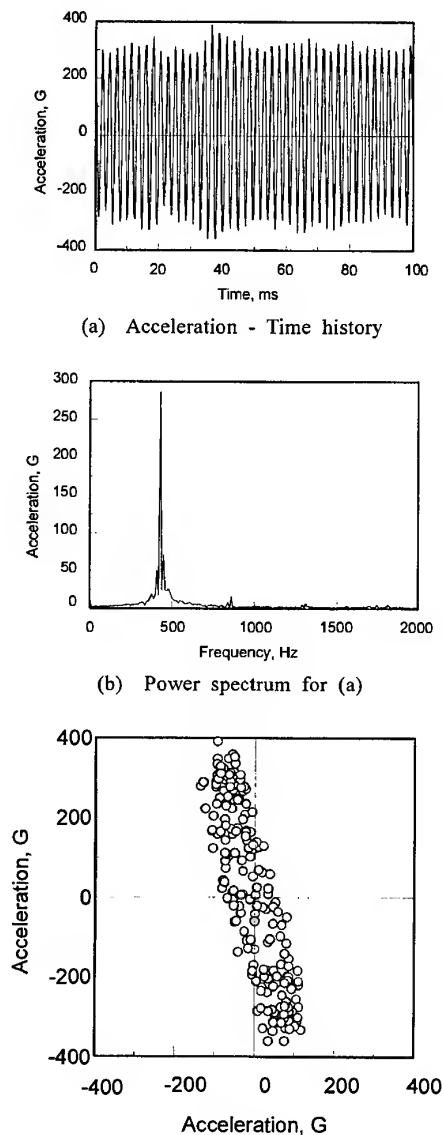 400
200
0
-200
-400
Acceleration, G
0 20 40 60 80 100
Time, ms
(a) Acceleration - Time history
300
250
200
150
100
50
0
Acceleration, G
0 500 1000 1500 2000
Frequency, Hz
(b) Power spectrum for (a)
400
200
0
-200
-400
Acceleration, G
-400 -200 0 200 400
Acceleration, G